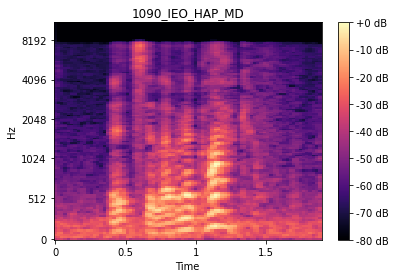 1090_IEO_HAP_MD
+0 dB
8192
-10 dB
4096
-20 dB
-30 dB
2048
Hz
-40 dB
1024
-50 dB
512
-60 dB
-70 dB
0
-80 dB
0
0.5
1
1.5
Time